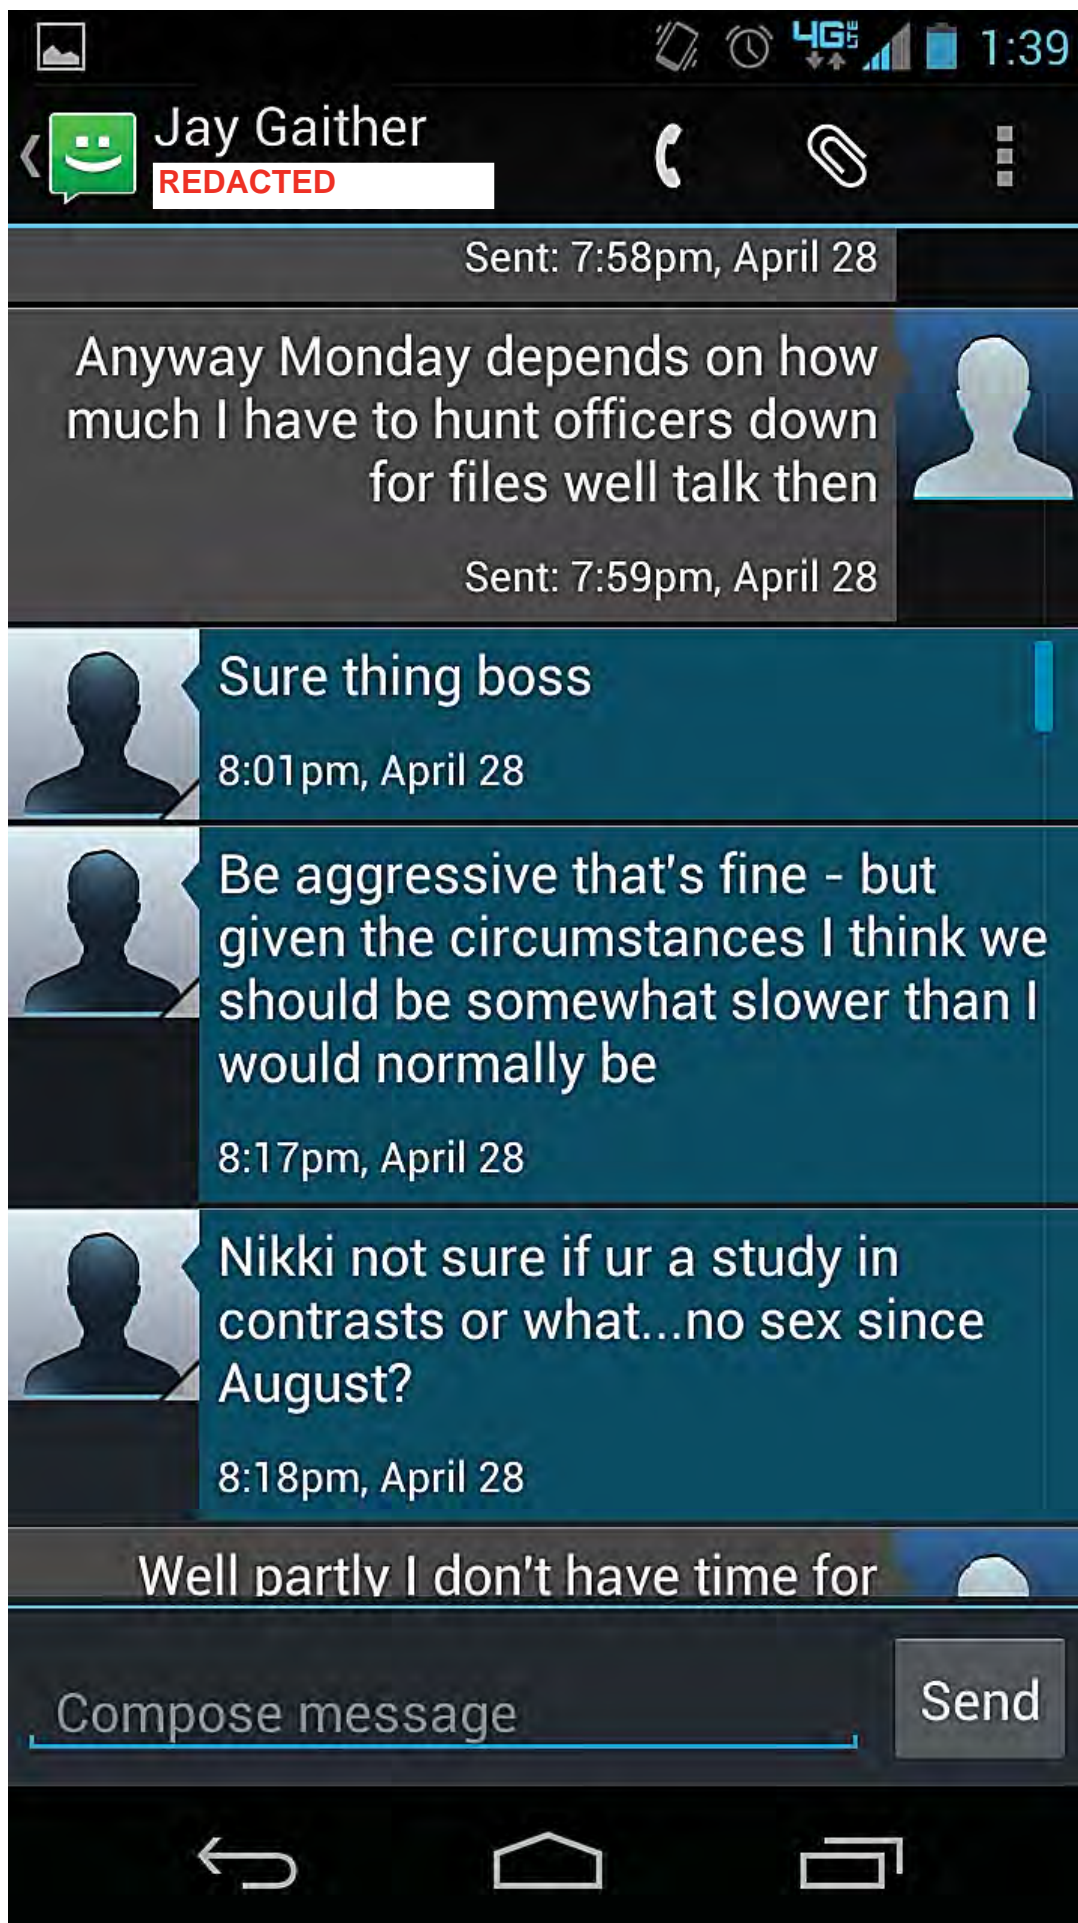 4G LTE 1:39
Jay Gaither
REDACTED
Sent: 7:58pm, April 28
Anyway Monday depends on how
much I have to hunt officers down
for files well talk then
Sent: 7:59pm, April 28
Sure thing boss
8:01pm, April 28
Be aggressive that's fine - but
given the circumstances I think we
should be somewhat slower than I
would normally be
8:17pm, April 28
Nikki not sure if ur a study in
contrasts or what...no sex since
August?
8:18pm, April 28
Well partly I don't have time for
Compose message
Send